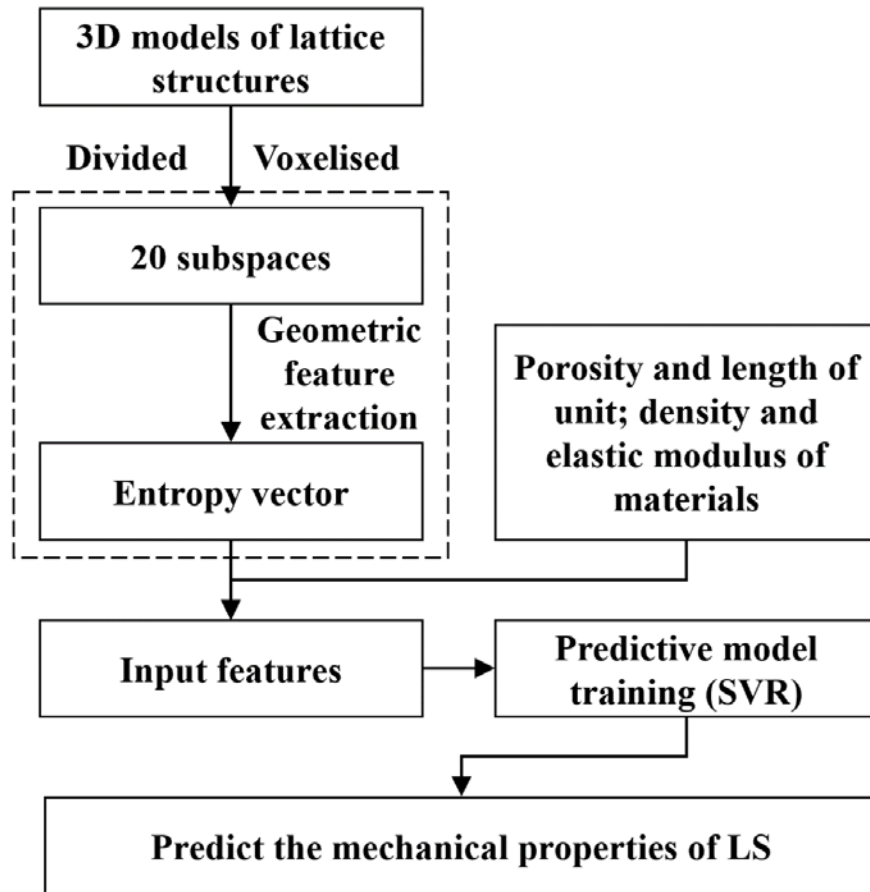 3D models of lattice
structures
Divided Voxelised
20 subspaces
Geometric
feature
extraction
Entropy vector
Porosity and length of
unit; density and
elastic modulus of
materials
Input features
Predictive model
training (SVR)
Predict the mechanical properties of LS